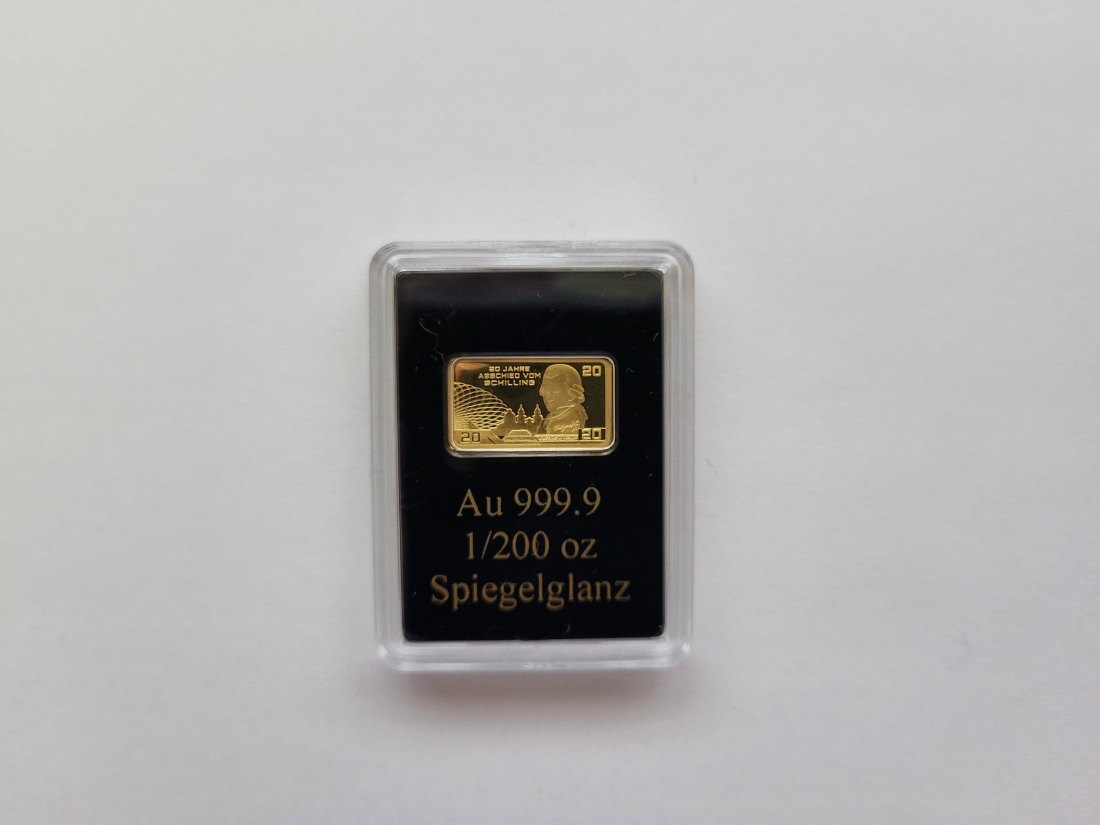 20 JAHRE
ABSCHIED VOM
SCHILLING
20
20
20
Au 999.9
1/200 oz
Spiegelglanz